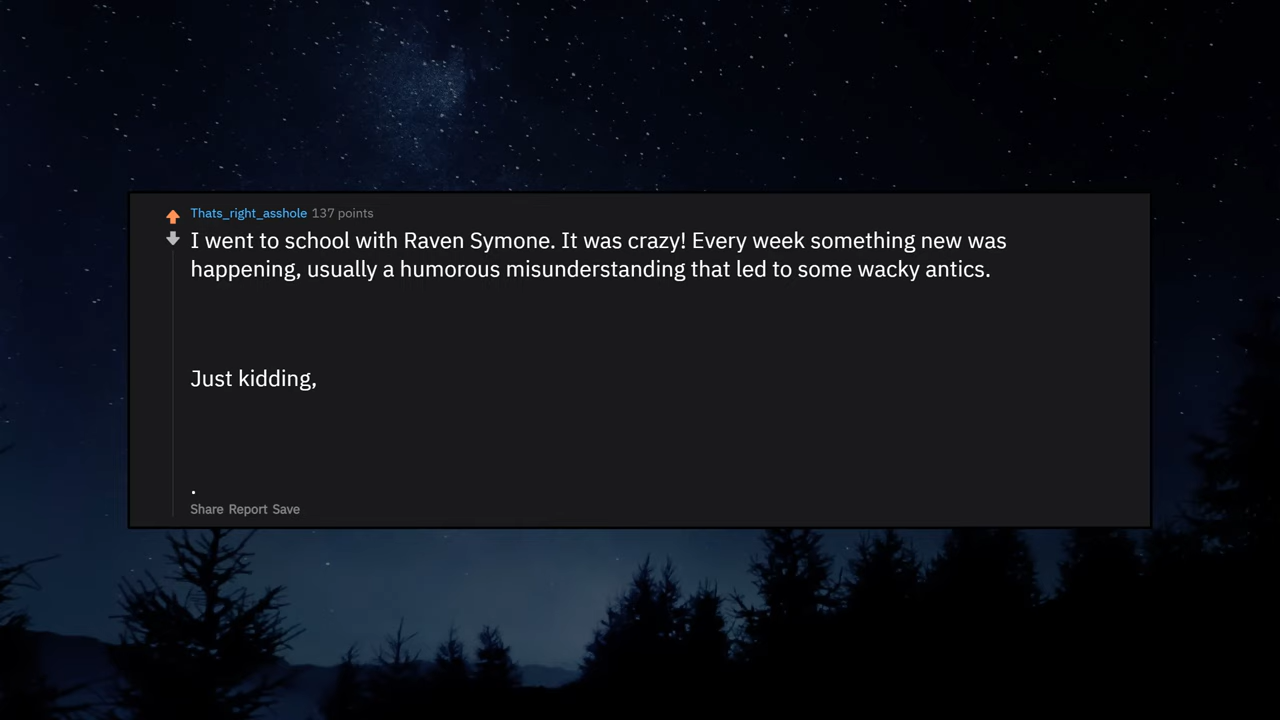 Thats_right_asshole 137 points
I went to school with Raven Symone. It was crazy! Every week something new was
happening, usually a humorous misunderstanding that led to some wacky antics.
Just kidding,
.
Share Report Save